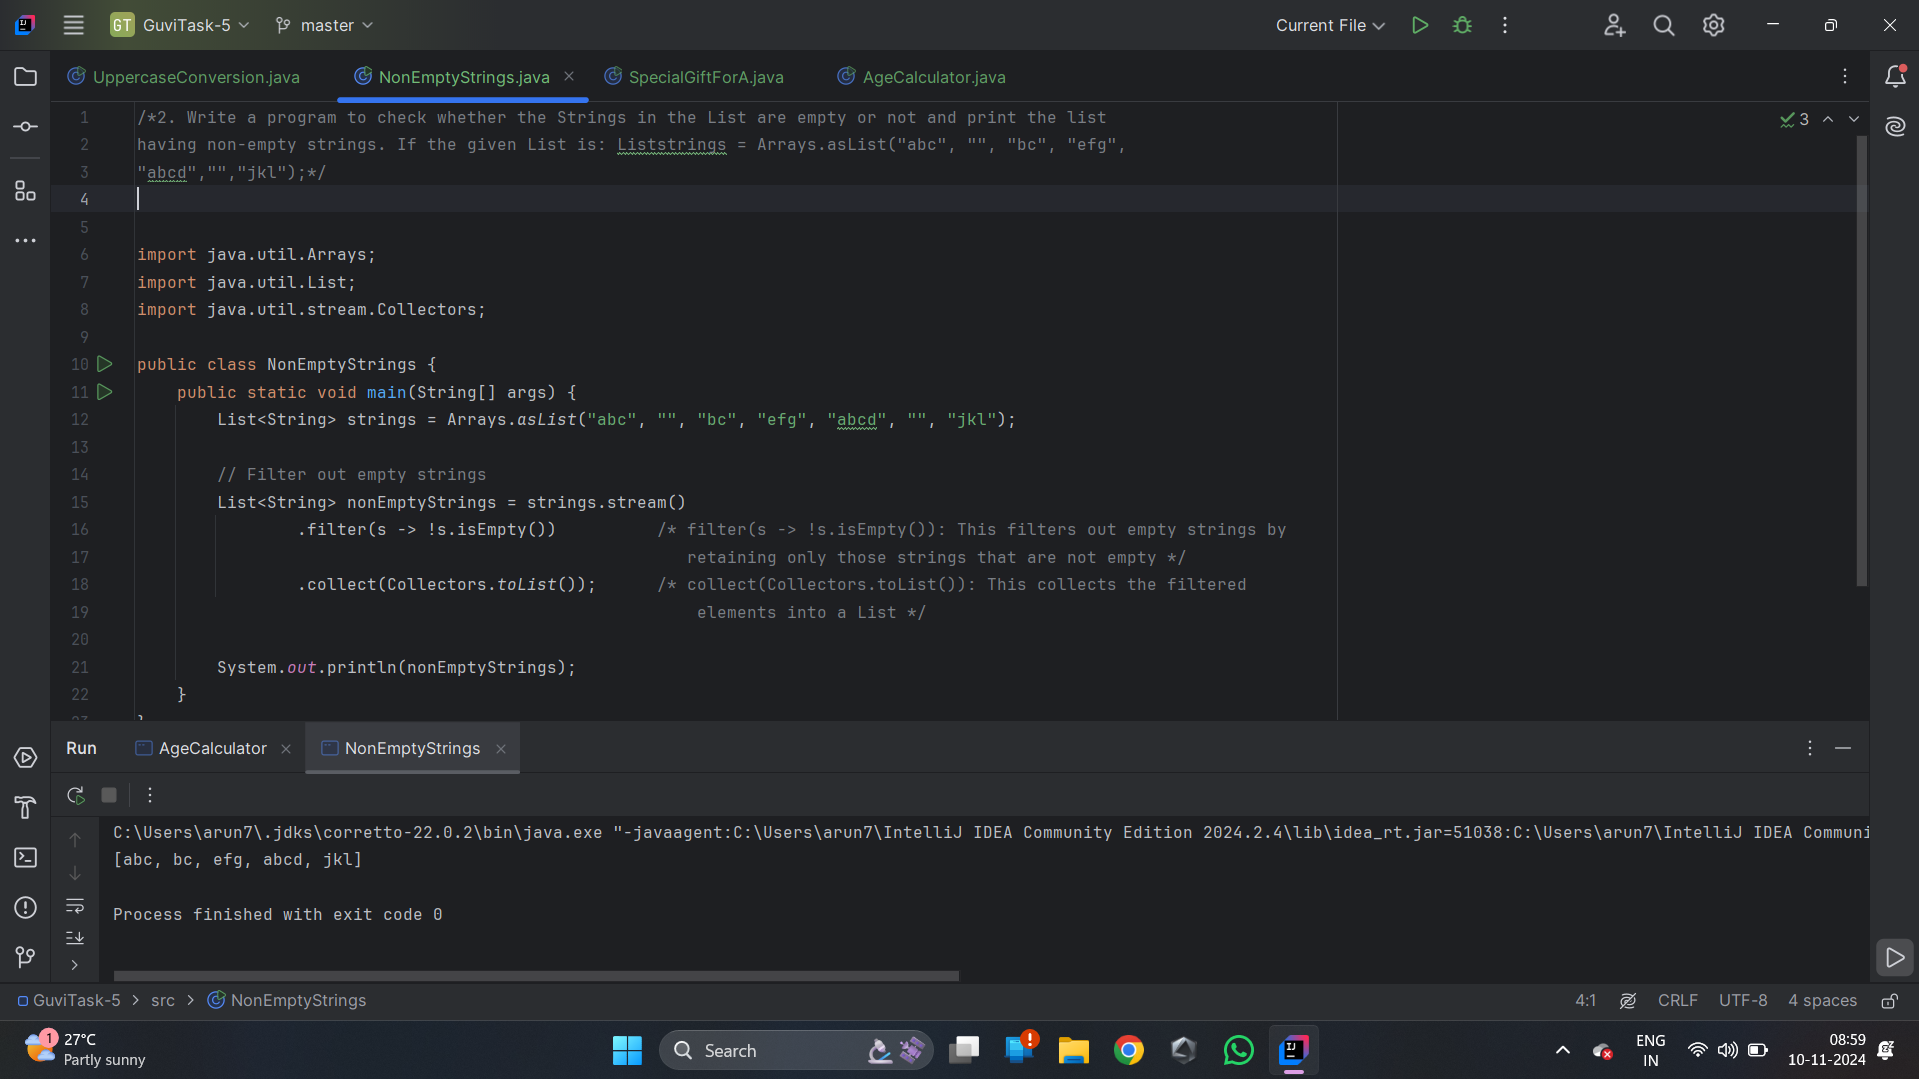 GT GuviTask-5 master Current File
UppercaseConversion.java NonEmptyStrings.java SpecialGiftForA.java AgeCalculator.java
1 /*2. Write a program to check whether the Strings in the List are empty or not and print the list
3
2 having non-empty strings. If the given List is: Liststrings = Arrays.asList("abc", "", "bc", "efg",
3 "abcd","","jkl");*/
4
5
6 import java.util.Arrays;
7 import java.util.List;
8 import java.util.stream.Collectors;
9
10 public class NonEmptyStrings {
11     public static void main(String[] args) {
12         List<String> strings = Arrays.asList("abc", "", "bc", "efg", "abcd", "", "jkl");
13
14         // Filter out empty strings
15         List<String> nonEmptyStrings = strings.stream()
16                 .filter(s -> !s.isEmpty())          /* filter(s -> !s.isEmpty()): This filters out empty strings by
17                                                        retaining only those strings that are not empty */
18                 .collect(Collectors.toList());      /* collect(Collectors.toList()): This collects the filtered
19                                                         elements into a List */
20
21         System.out.println(nonEmptyStrings);
22     }
Run AgeCalculator NonEmptyStrings
C:\Users\arun7\.jdks\corretto-22.0.2\bin\java.exe "-javaagent:C:\Users\arun7\IntelliJ IDEA Community Edition 2024.2.4\lib\idea_rt.jar=51038:C:\Users\arun7\IntelliJ IDEA Communi
[abc, bc, efg, abcd, jkl]
Process finished with exit code 0
GuviTask-5 > src > NonEmptyStrings 4:1 CRLF UTF-8 4 spaces
1 27°C
Partly sunny
Search
IJ
ENG
IN
08:59
10-11-2024